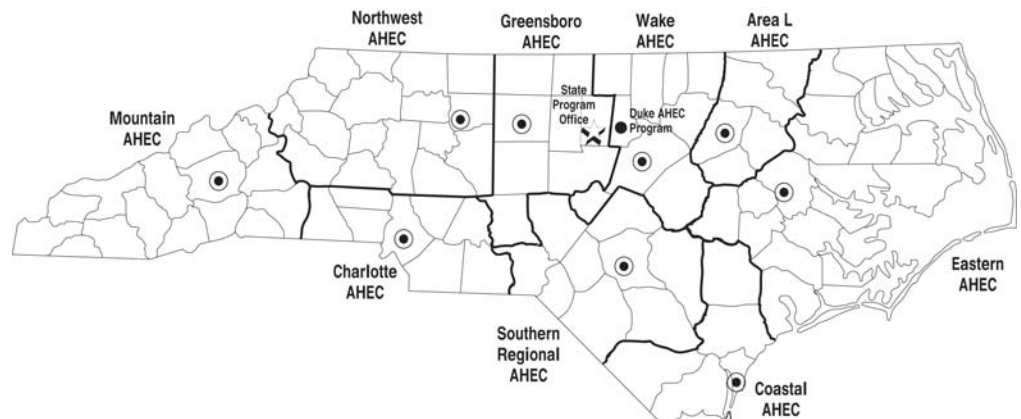 Northwest
AHEC
Greensboro
AHEC
Wake
AHEC
Area L
AHEC
Mountain
AHEC
State
Program
Office
Duke AHEC
Program
Charlotte
AHEC
Eastern
AHEC
Southern
Regional
AHEC
Coastal
AHEC